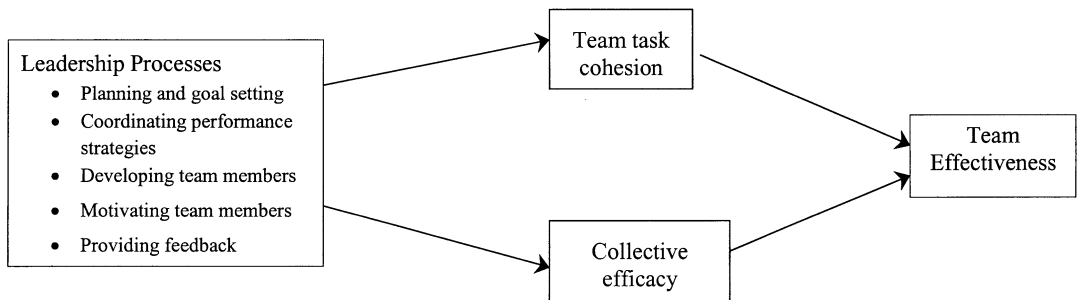 Leadership Processes
• Planning and goal setting
• Coordinating performance
strategies
• Developing team members
• Motivating team members
• Providing feedback
Team task
cohesion
Collective
efficacy
Team
Effectiveness